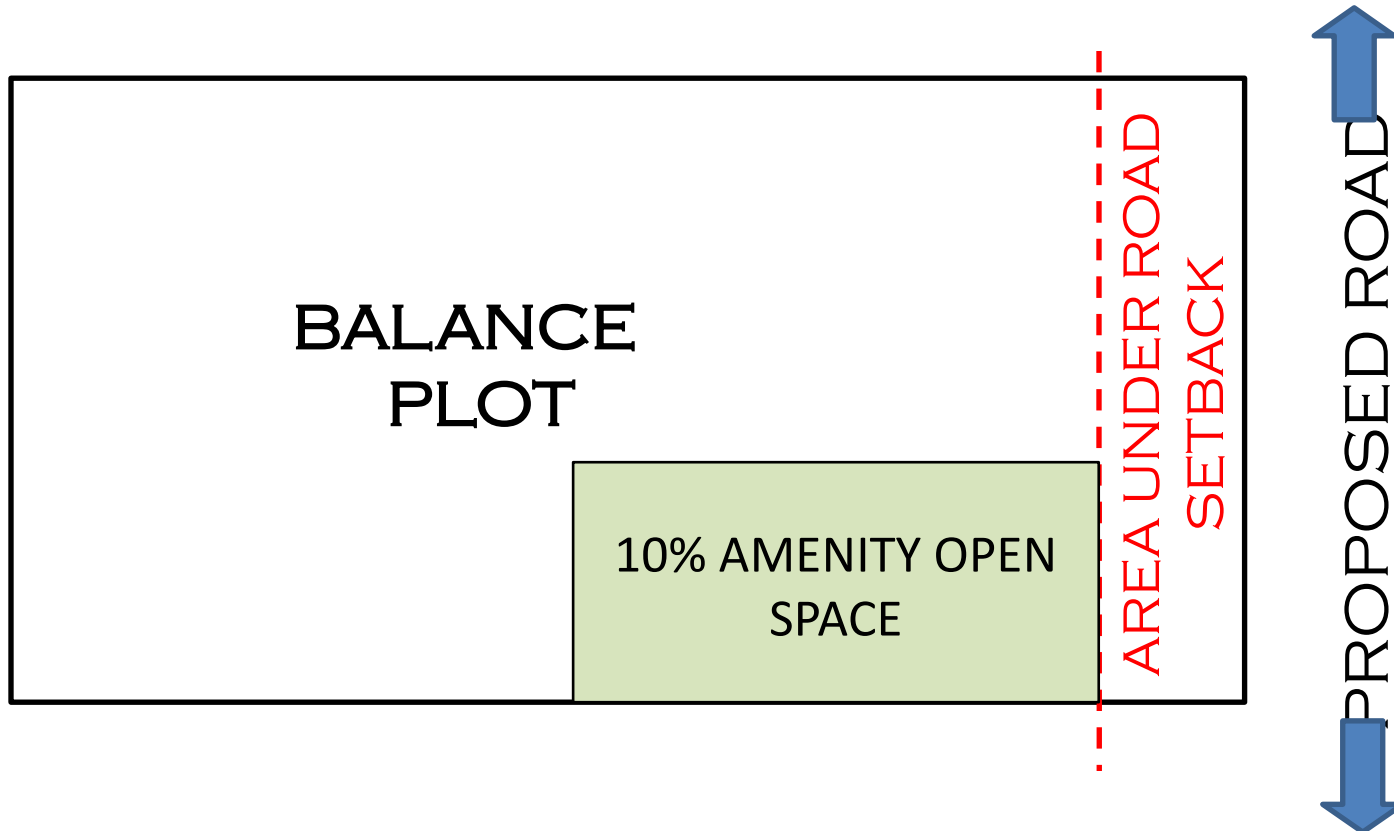 BALANCE
PLOT
10% AMENITY OPEN
SPACE
AREA UNDER ROAD
SETBACK
PROPOSED ROAD